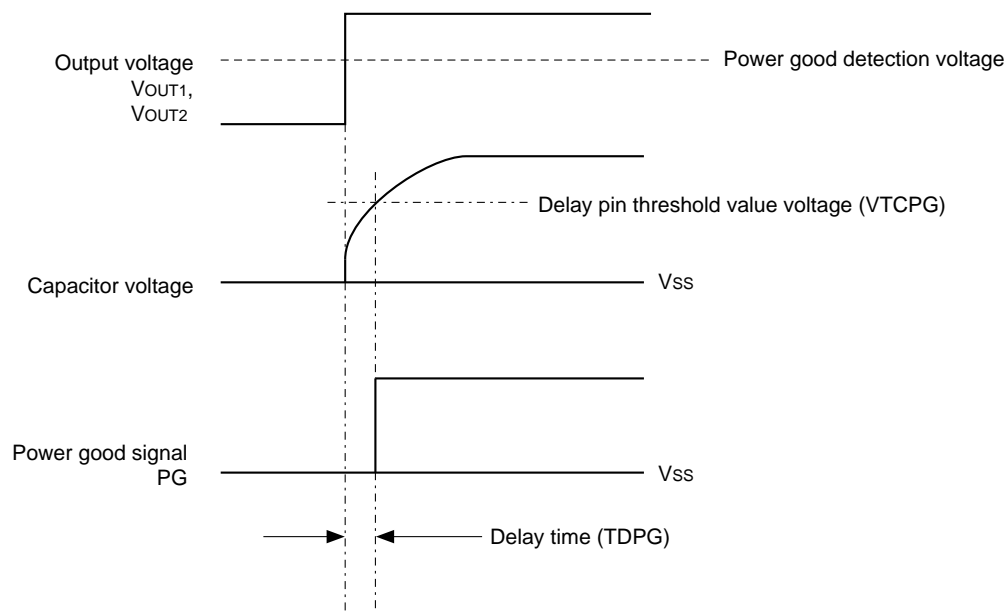 Output voltage
VOUT1,
VOUT2
Power good detection voltage
Delay pin threshold value voltage (VTCPG)
Capacitor voltage
VSS
Power good signal
PG
VSS
Delay time (TDPG)